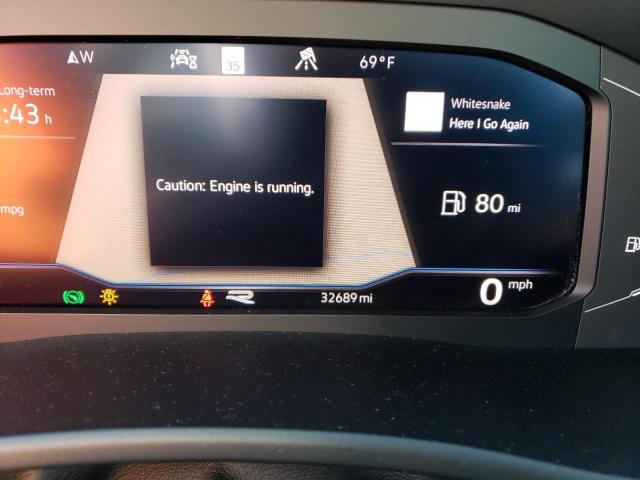 W
35
69°F
Long-term
:43 h
mpg
Whitesnake
Here I Go Again
Caution: Engine is running.
80 mi
32689 mi
0 mph